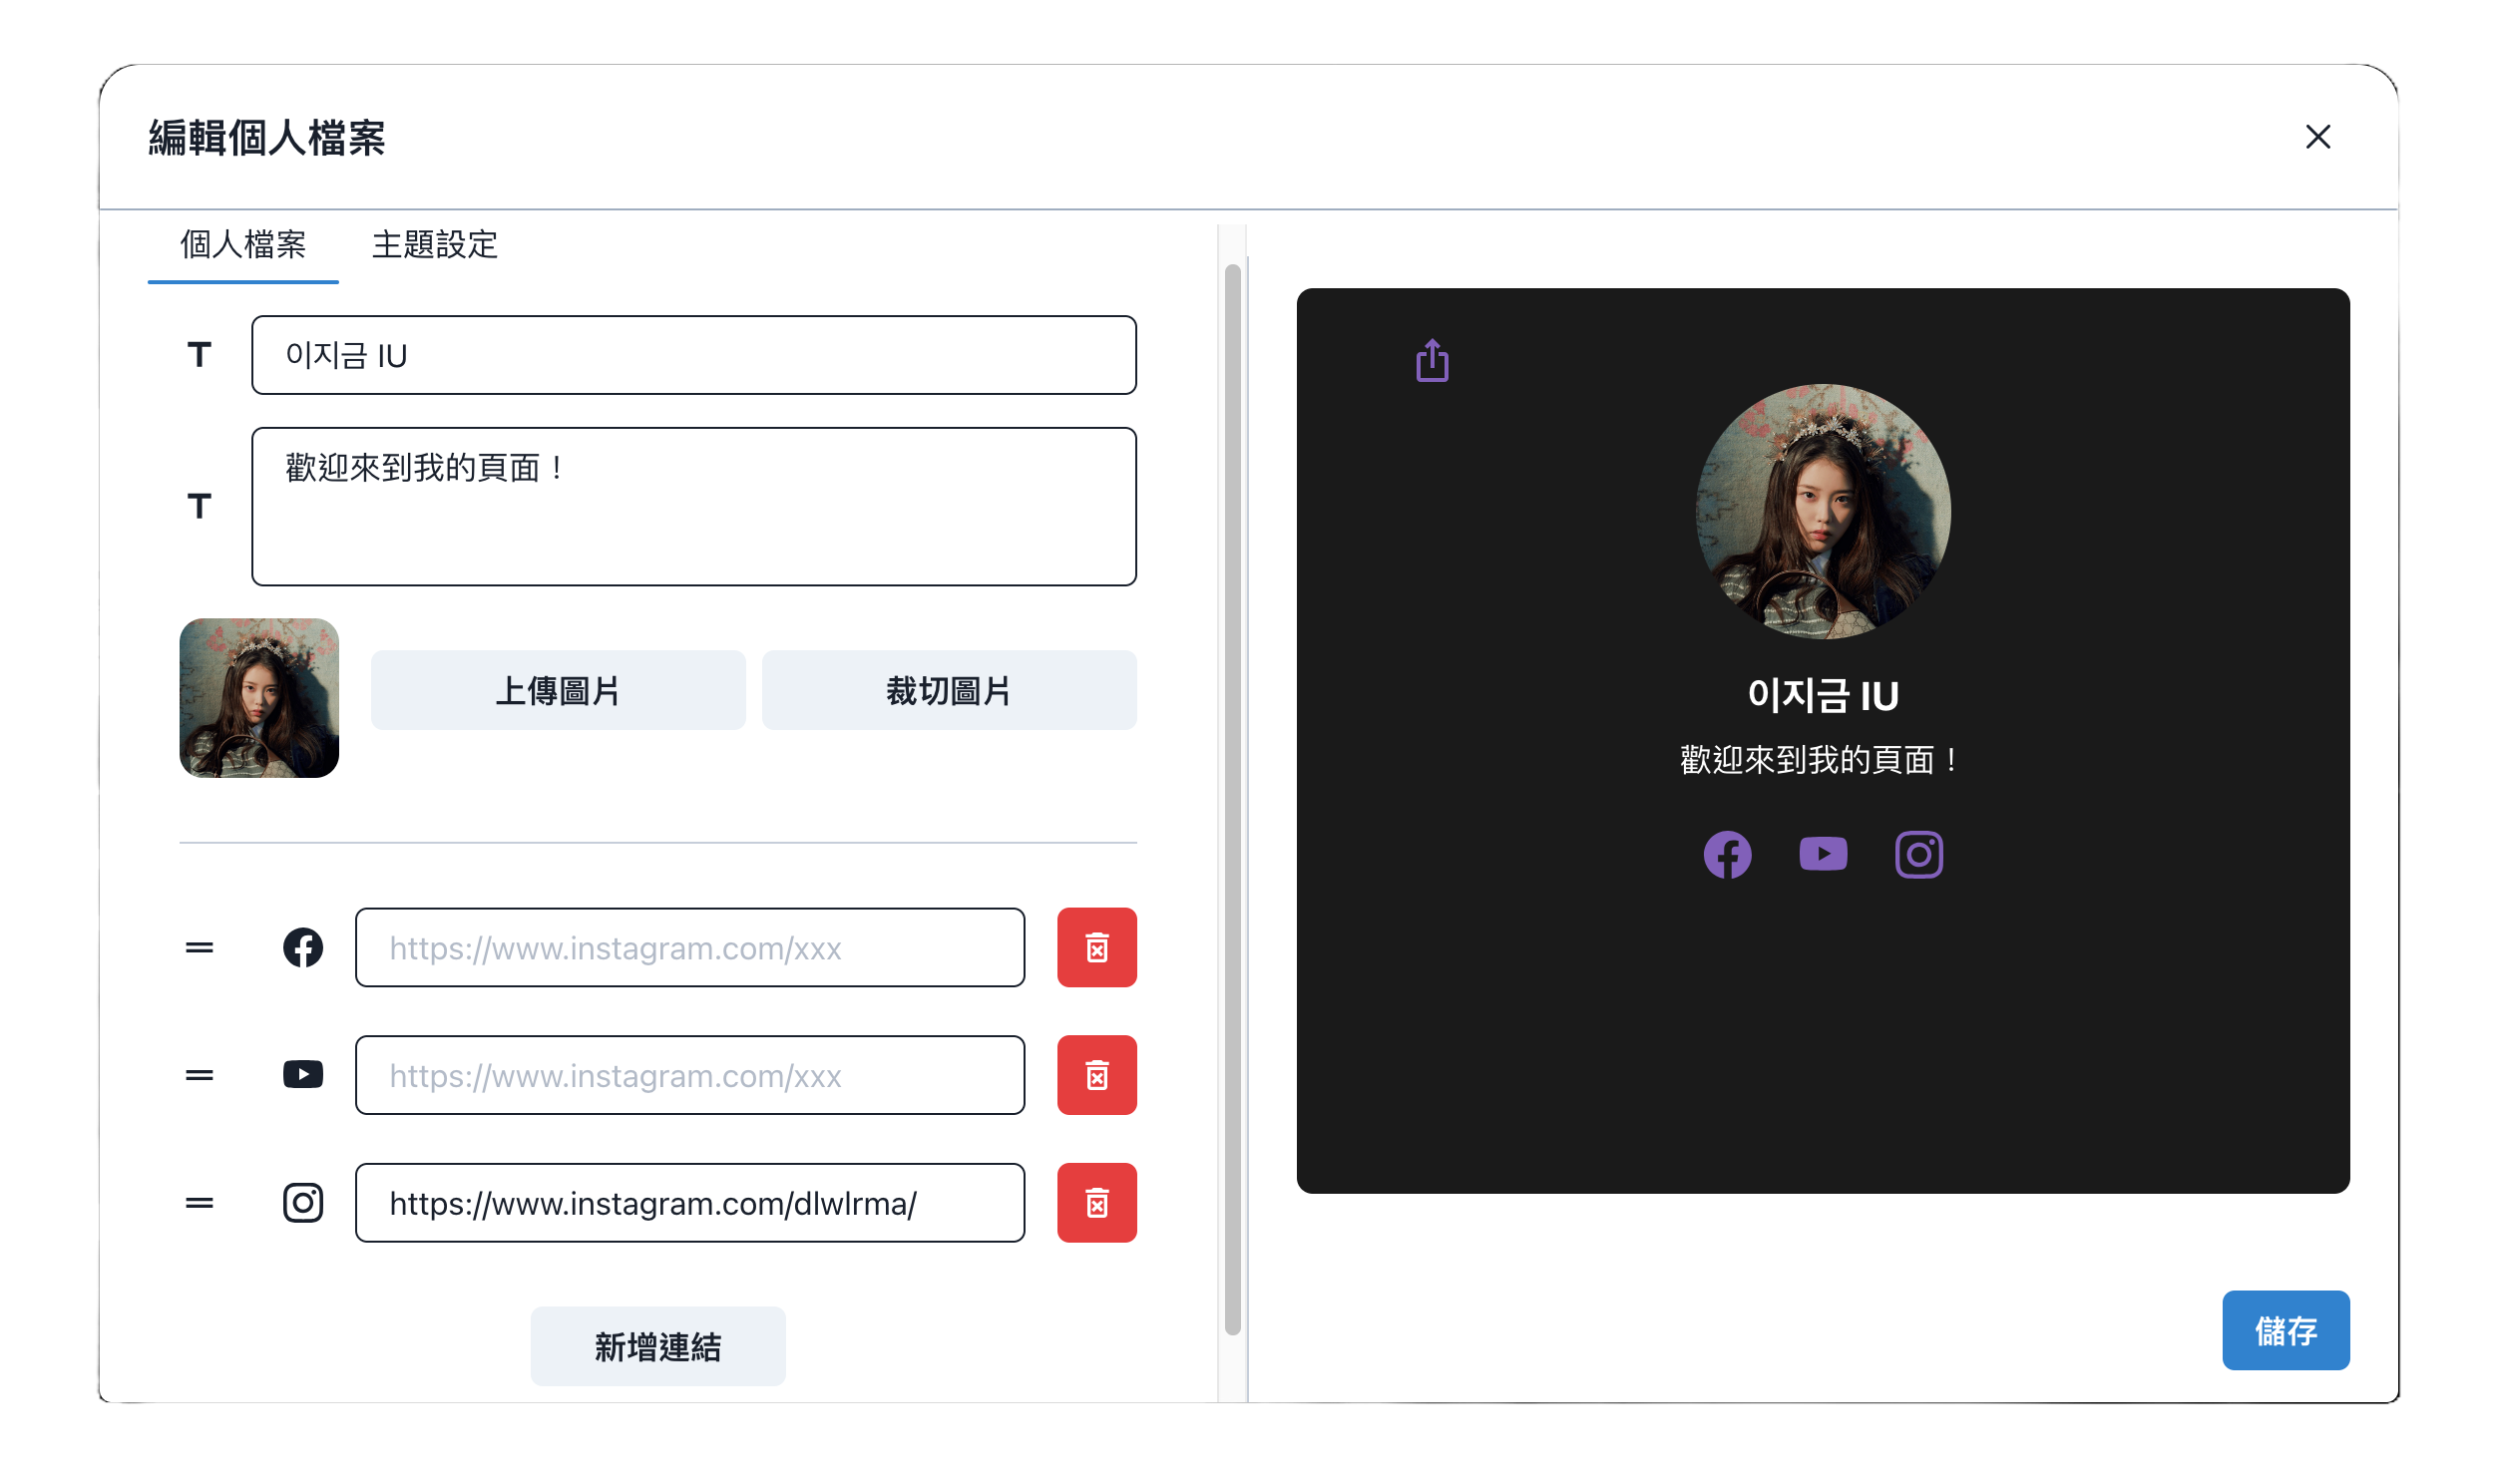 編輯個人檔案
個人檔案
主題設定
이지금 IU
歡迎來到我的頁面！
上傳圖片
裁切圖片
https://www.instagram.com/xxx
https://www.instagram.com/xxx
https://www.instagram.com/dlwlrma/
新增連結
이지금 IU
歡迎來到我的頁面！
儲存